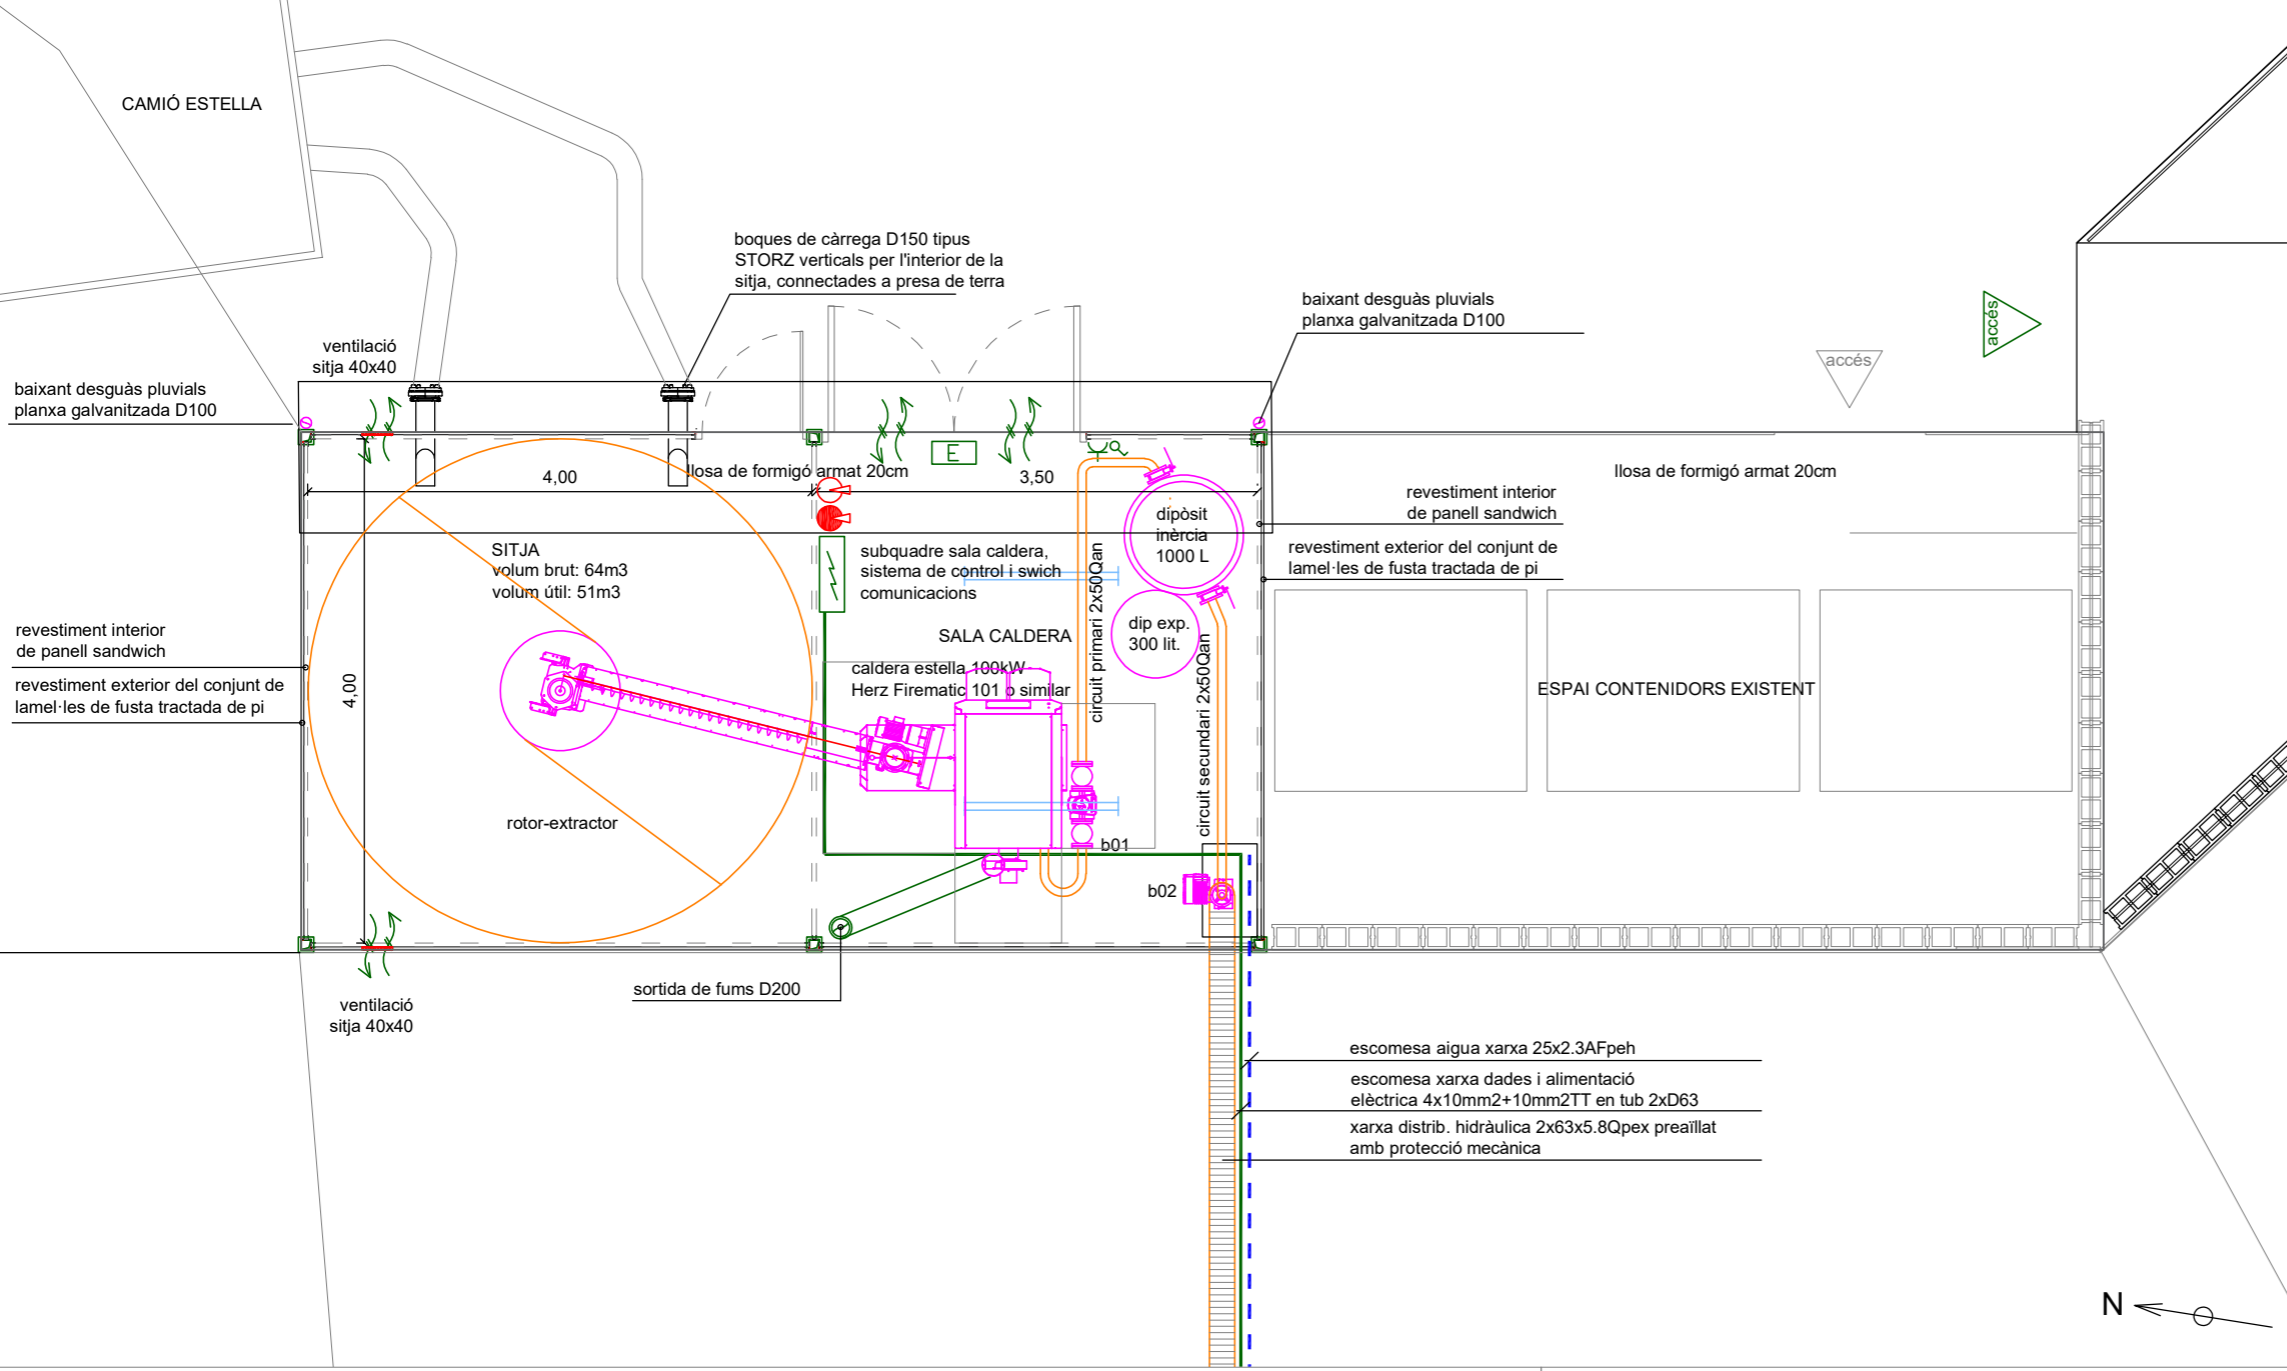 CAMIÓ ESTELLA
boques de càrrega D150 tipus
STORZ verticals per l'interior de la
sitja, connectades a presa de terra
baixant desguàs pluvials
planxa galvanitzada D100
accés
accés
ventilació
sitja 40x40
baixant desguàs pluvials
planxa galvanitzada D100
E
4,00
llosa de formigó armat 20cm
3,50
llosa de formigó armat 20cm
revestiment interior
de panell sandwich
revestiment exterior del conjunt de
lamel·les de fusta tractada de pi
dipòsit
inèrcia
1000 L
SITJA
volum brut: 64m3
volum útil: 51m3
subquadre sala caldera,
sistema de control i swich
comunicacions
circuit primari 2x50Qan
dip exp.
300 lit.
circuit secundari 2x50Qan
SALA CALDERA
caldera estella 100kW
Herz Firematic 101 o similar
revestiment interior
de panell sandwich
revestiment exterior del conjunt de
lamel·les de fusta tractada de pi
4,00
ESPAI CONTENIDORS EXISTENT
rotor-extractor
b01
b02
sortida de fums D200
ventilació
sitja 40x40
escomesa aigua xarxa 25x2.3AFpeh
escomesa xarxa dades i alimentació
elèctrica 4x10mm2+10mm2TT en tub 2xD63
xarxa distrib. hidràulica 2x63x5.8Qpex preaïllat
amb protecció mecànica
N